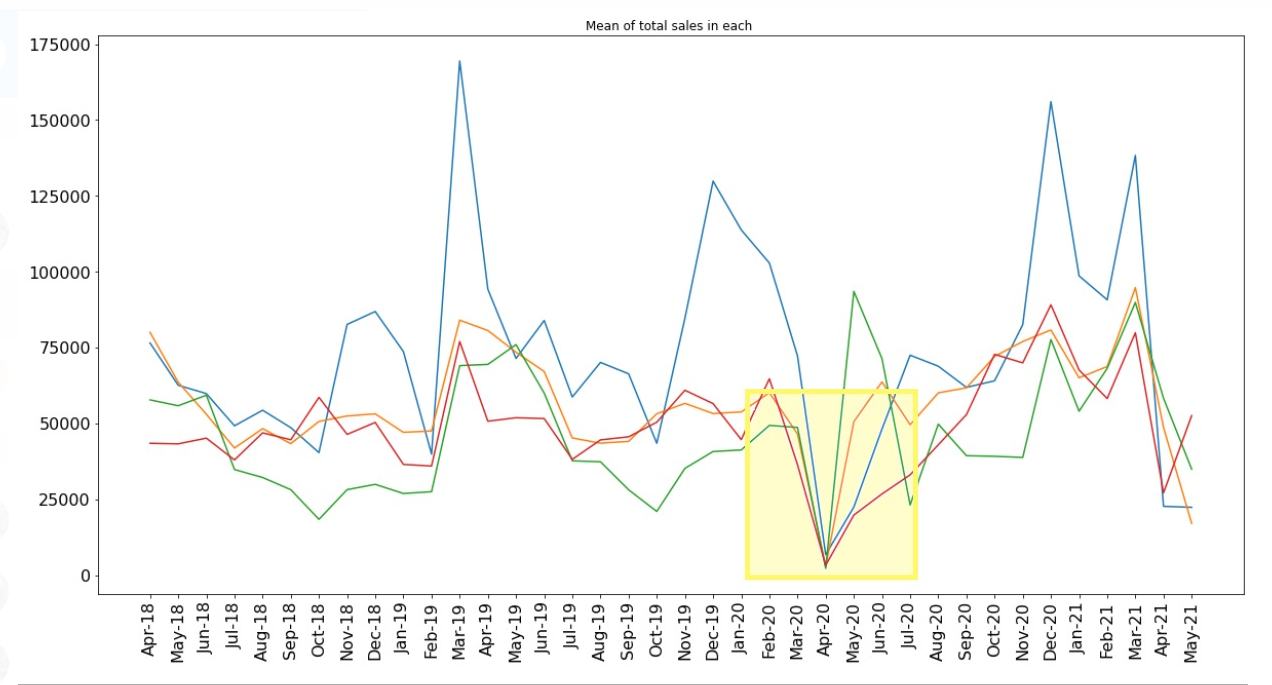 Mean of total sales in each
175000
150000
125000
100000
75000
50000
25000
0
Apr-18
May-18
Jun-18
Jul-18
Aug-18
Sep-18
Oct-18
Nov-18
Dec-18
Jan-19
Feb-19
Mar-19
Apr-19
May-19
Jun-19
Jul-19
Aug-19
Sep-19
Oct-19
Nov-19
Dec-19
Jan-20
Feb-20
Mar-20
Apr-20
May-20
Jun-20
Jul-20
Aug-20
Sep-20
Oct-20
Nov-20
Dec-20
Jan-21
Feb-21
Mar-21
Apr-21
May-21